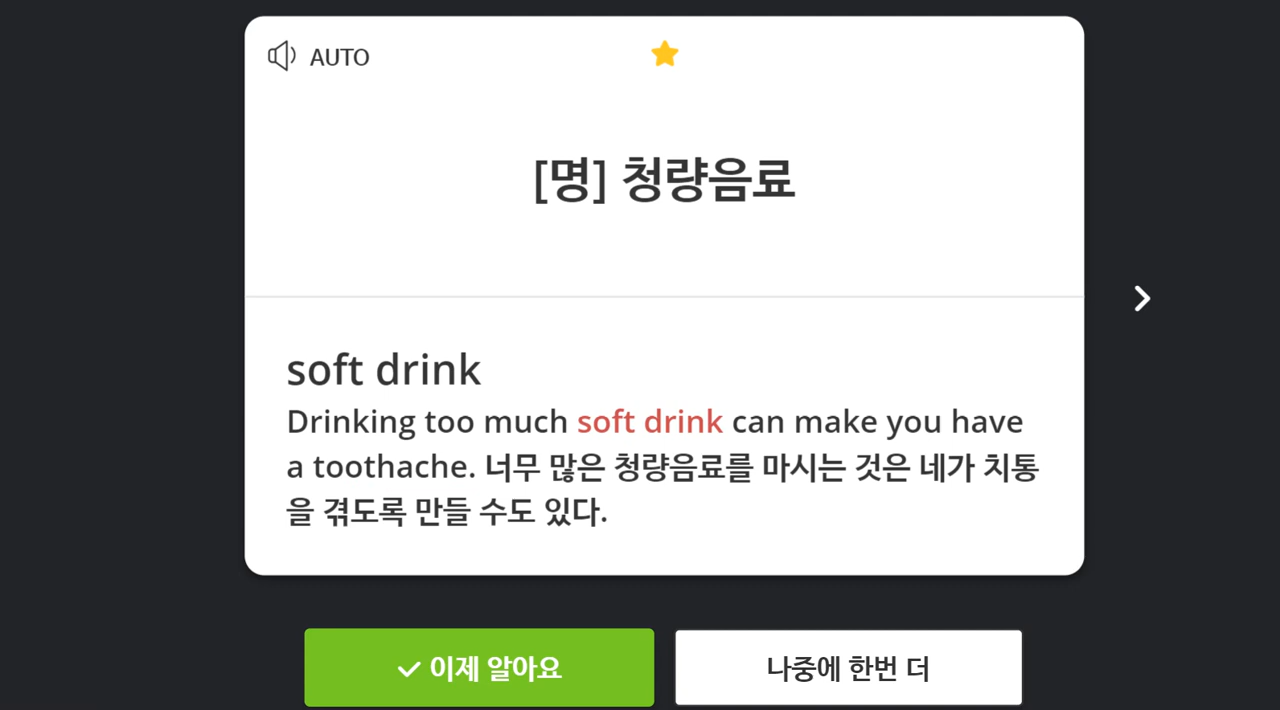 AUTO
[명] 청량음료
soft drink
Drinking too much soft drink can make you have
a toothache. 너무 많은 청량음료를 마시는 것은 네가 치통
을 겪도록 만들 수도 있다.
이제 알아요
나중에 한번 더